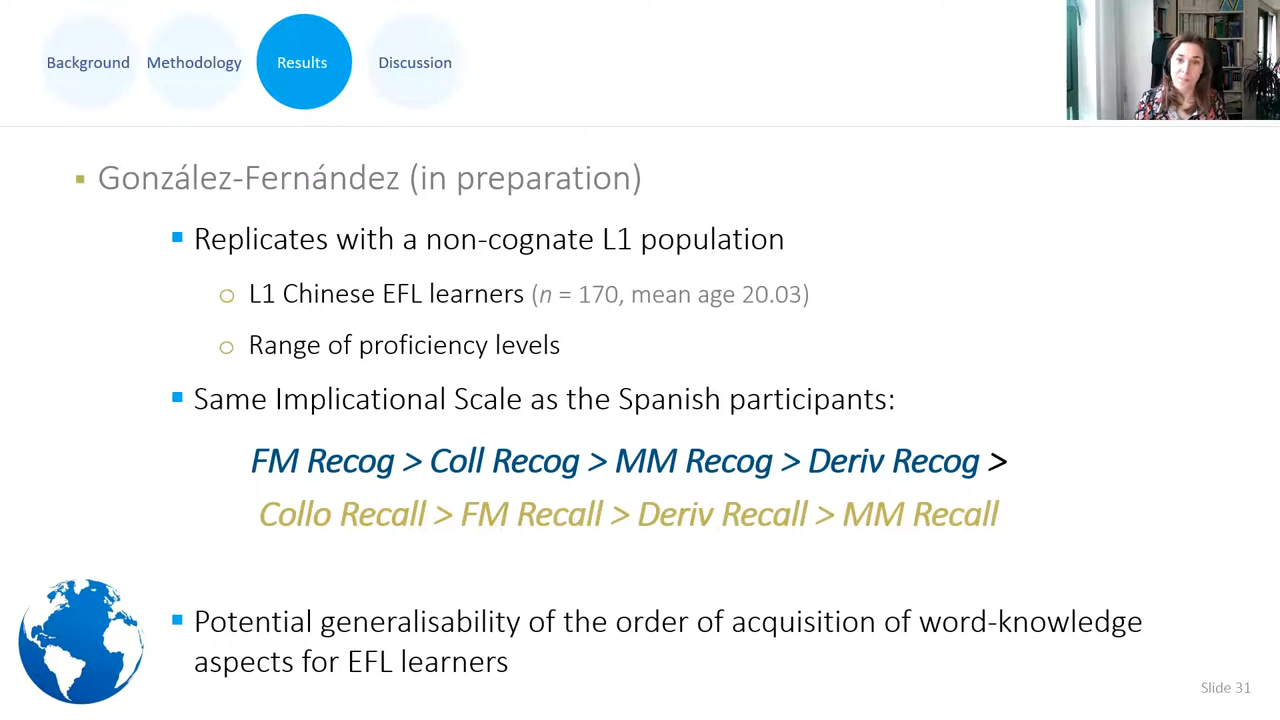 Background Methodology Results Discussion
▪ González-Fernández (in preparation)
▪ Replicates with a non-cognate L1 population
o L1 Chinese EFL learners (n = 170, mean age 20.03)
o Range of proficiency levels
▪ Same Implicational Scale as the Spanish participants:
FM Recog > Coll Recog > MM Recog > Deriv Recog >
Collo Recall > FM Recall > Deriv Recall > MM Recall
▪ Potential generalisability of the order of acquisition of word-knowledge
aspects for EFL learners
Slide 31